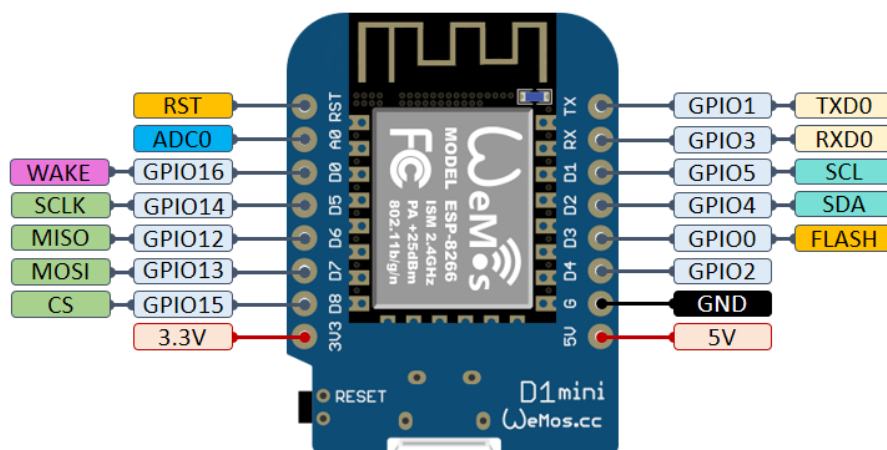 RST RST TX GPIO1 TXD0
ADC0 A0 RX GPIO3 RXD0
WAKE GPIO16 D0 D1 GPIO5 SCL
SCLK GPIO14 D5 D2 GPIO4 SDA
MISO GPIO12 D6 D3 GPIO0 FLASH
MOSI GPIO13 D7 D4 GPIO2
CS GPIO15 D8 G GND
3.3V 3V3 5V 5V
WeMos
MODEL ESP-8266
ISM 2.4GHz
PA +25dBm
802.11b/g/n
FC
RESET
D1mini
WeMos.cc